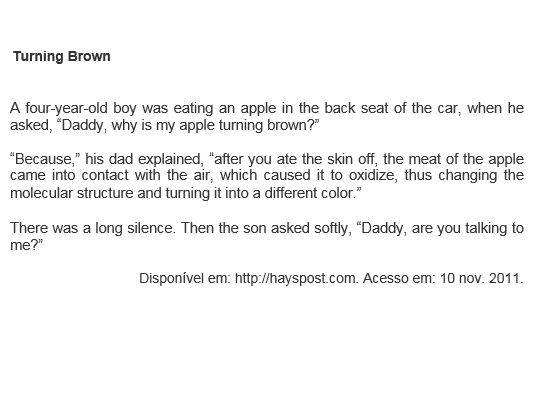 Turning Brown
A four-year-old boy was eating an apple in the back seat of the car, when he
asked, “Daddy, why is my apple turning brown?”
“Because,” his dad explained, “after you ate the skin off, the meat of the apple
came into contact with the air, which caused it to oxidize, thus changing the
molecular structure and turning it into a different color.”
There was a long silence. Then the son asked softly, “Daddy, are you talking to
me?”
Disponível em: http://hayspost.com. Acesso em: 10 nov. 2011.